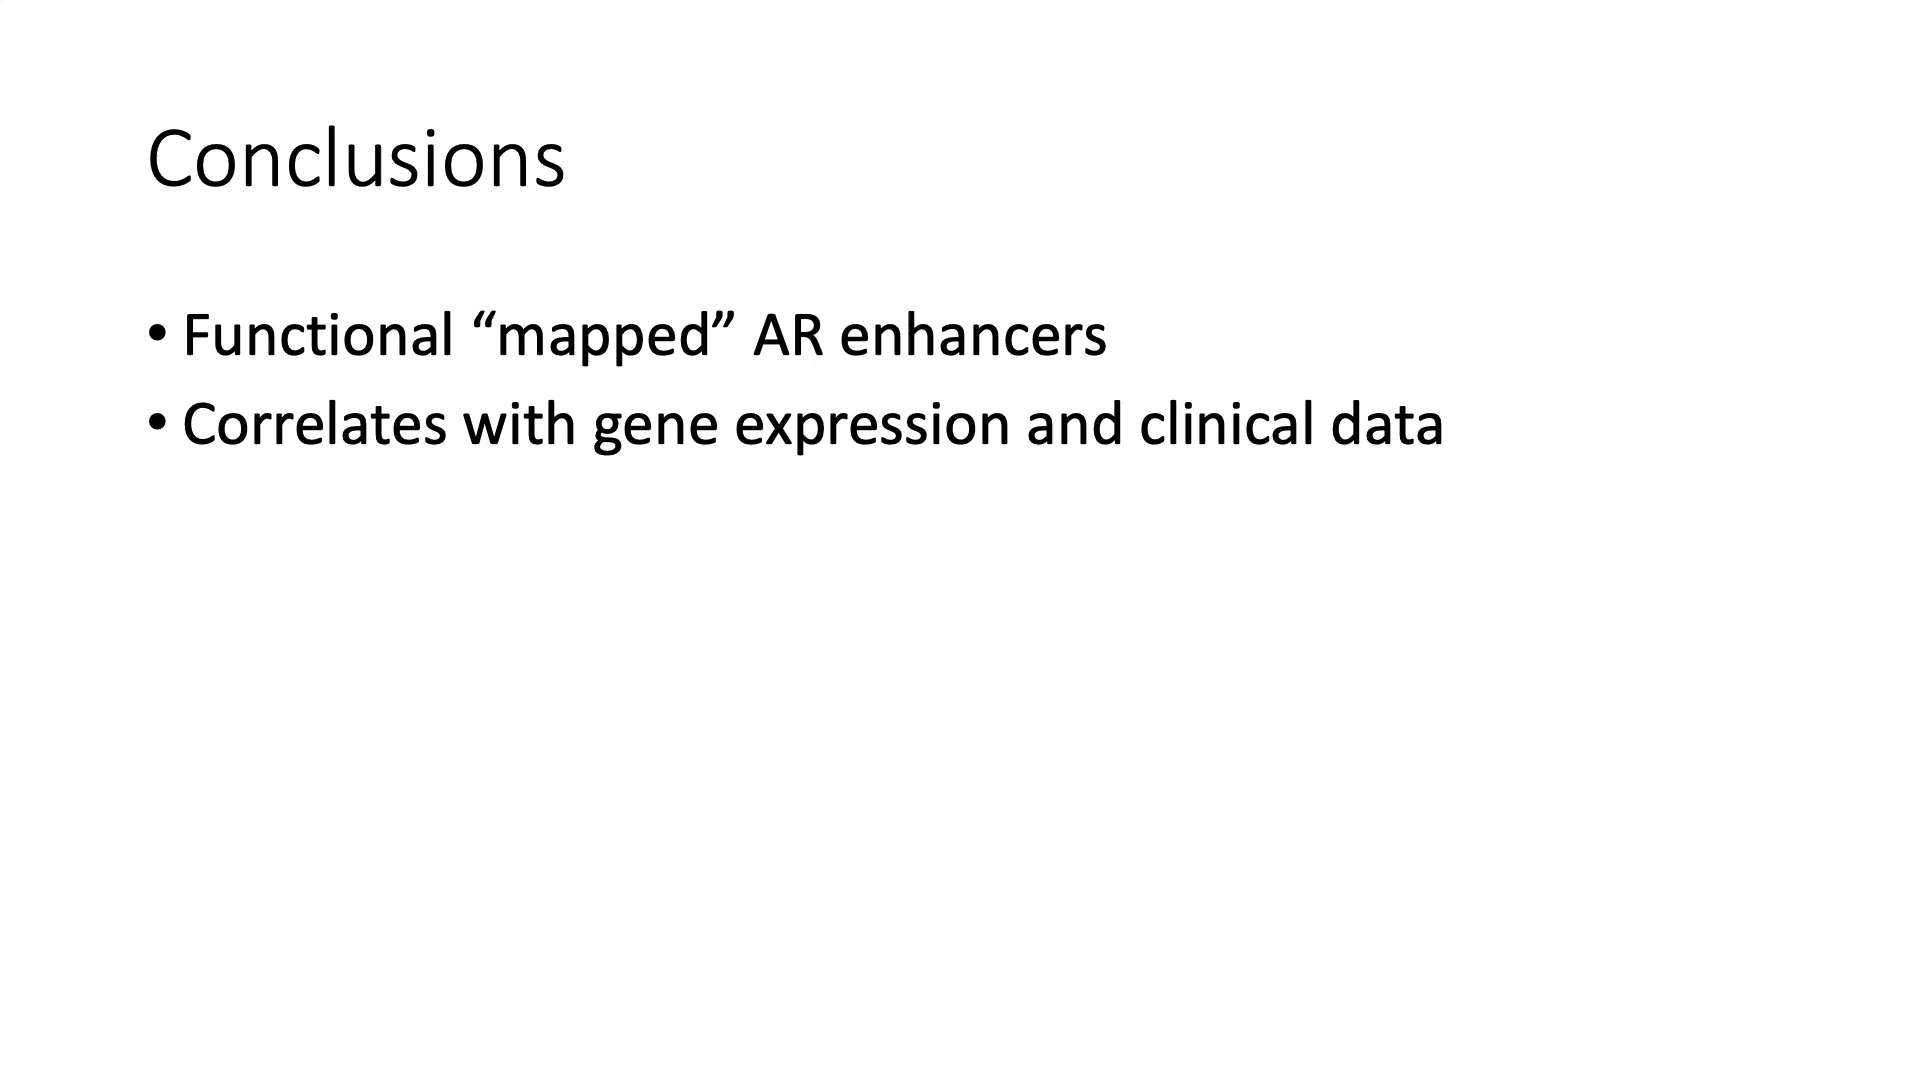 Conclusions
• Functional “mapped” AR enhancers
• Correlates with gene expression and clinical data